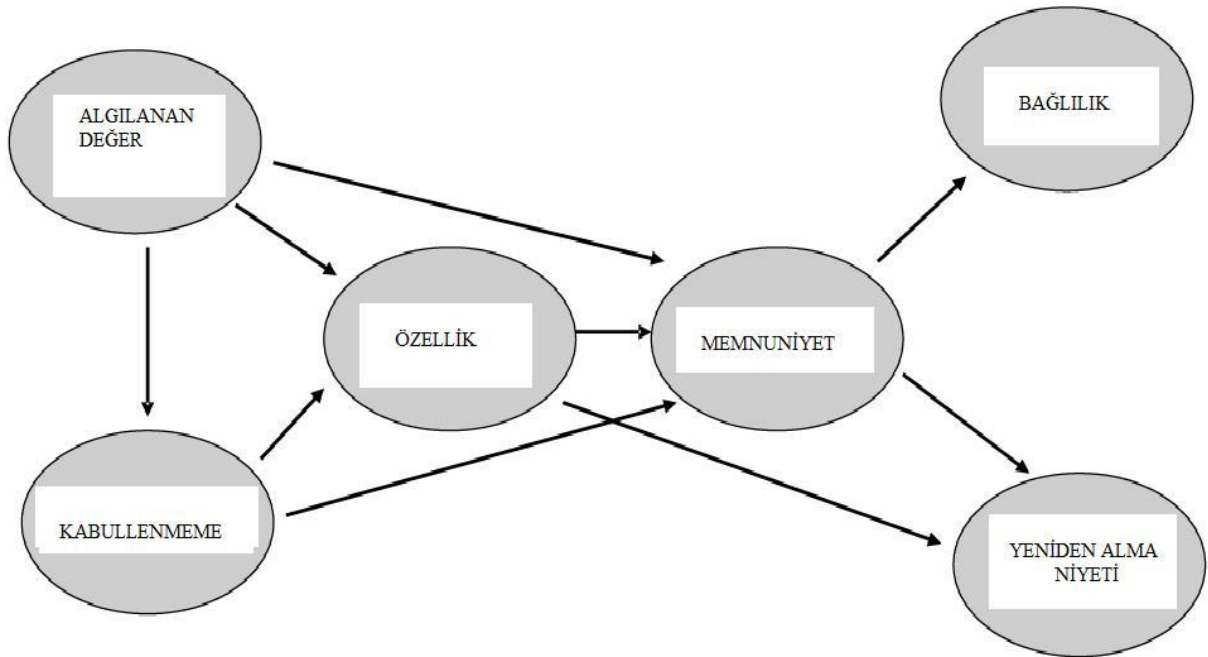 ALGILANAN
DEĞER
BAĞLILIK
ÖZELLİK
MEMNUNİYET
KABULLENMEME
YENİDEN ALMA
NİYETİ